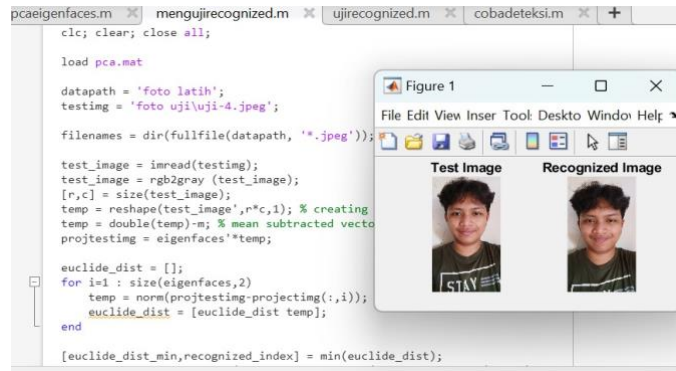 pcaeigenfaces.m mengujirecognized.m ujirecognized.m cobadeteksi.m
clc; clear; close all;
load pca.mat
datapath = 'foto latih';
testimg = 'foto uji\uji-4.jpeg';
filenames = dir(fullfile(datapath, '*.jpeg'));
test_image = imread(testimg);
test_image = rgb2gray (test_image);
[r,c] = size(test_image);
temp = reshape(test_image',r*c,1); % creating
temp = double(temp)-m; % mean subtracted vecto
projtestimg = eigenfaces'*temp;
euclide_dist = [];
for i=1 : size(eigenfaces,2)
temp = norm(projtestimg-projectimg(:,i));
euclide_dist = [euclide_dist temp];
end
[euclide_dist_min,recognized_index] = min(euclide_dist);
Figure 1
File Edit View Inser Tool: Deskto Window Help
Test Image Recognized Image
STAY